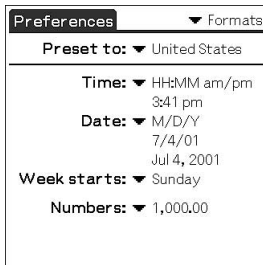 Preferences Formats
Preset to: United States
Time: HH:MM am/pm
3:41 pm
Date: M/D/Y
7/4/01
Jul 4, 2001
Week starts: Sunday
Numbers: 1,000.00